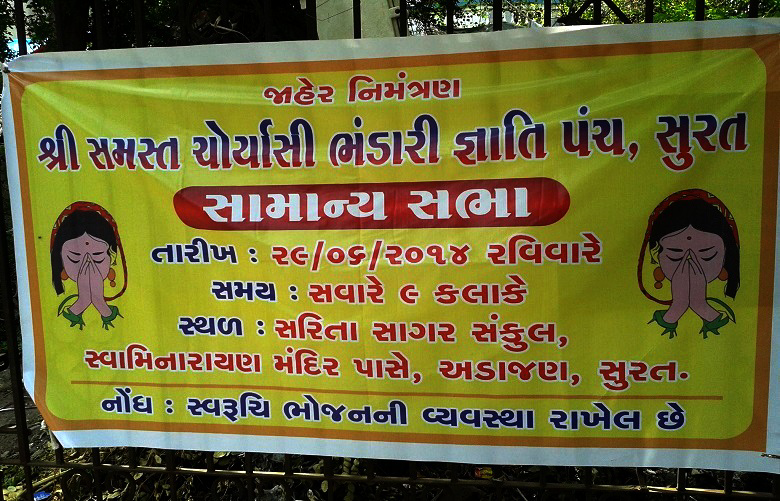 જાહેર નિમંત્રણ
શ્રી સમસ્ત ચોર્યાસી ભંડારી જ્ઞાતિ પંચ, સુરત
સામાન્ય સભા
તારીખ : ૨૯/૦૬/૨૦૧૪ રવિવારે
સમય : સવારે ૯ કલાકે
સ્થળ : સરિતા સાગર સંકુલ,
સ્વામિનારાયણ મંદિર પાસે, અડાજણ, સુરત.
નોંધ : સ્વરૂચિ ભોજનની વ્યવસ્થા રાખેલ છે